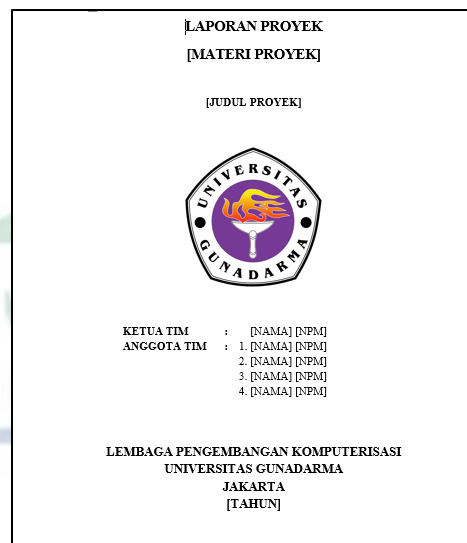 LAPORAN PROYEK
[MATERI PROYEK]
[JUDUL PROYEK]
UNIVERSITAS
GUNADARMA
KETUA TIM : [NAMA] [NPM]
ANGGOTA TIM : 1. [NAMA] [NPM]
2. [NAMA] [NPM]
3. [NAMA] [NPM]
4. [NAMA] [NPM]
LEMBAGA PENGEMBANGAN KOMPUTERISASI
UNIVERSITAS GUNADARMA
JAKARTA
[TAHUN]